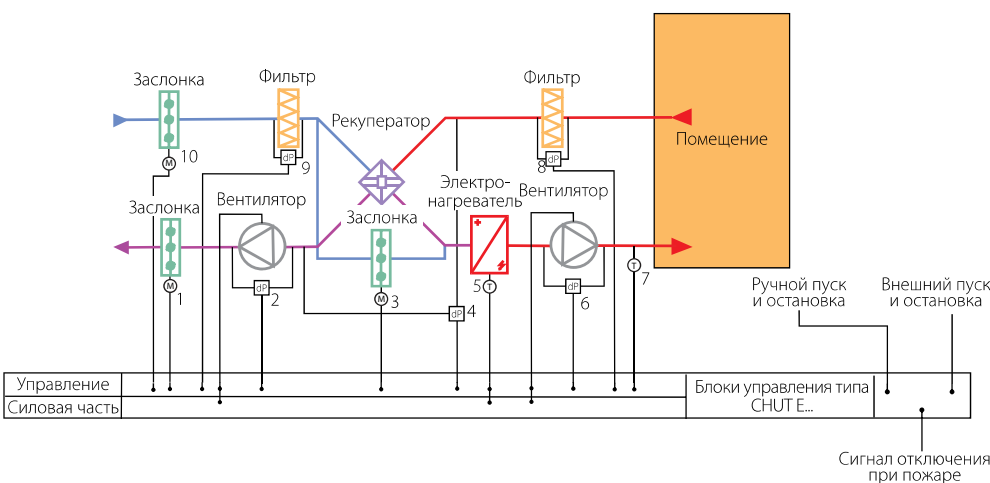 Заслонка
Фильтр
Рекуператор
Фильтр
Помещение
M
10
dP
9
dP
8
Заслонка
Вентилятор
Заслонка
Электро-
нагреватель
Вентилятор
M
1
dP
2
M
3
dP
4
5
T
dP
6
T
7
Ручной пуск
и остановка
Внешний пуск
и остановка
Управление
Силовая часть
Блоки управления типа
CHUT E...
Сигнал отключения
при пожаре